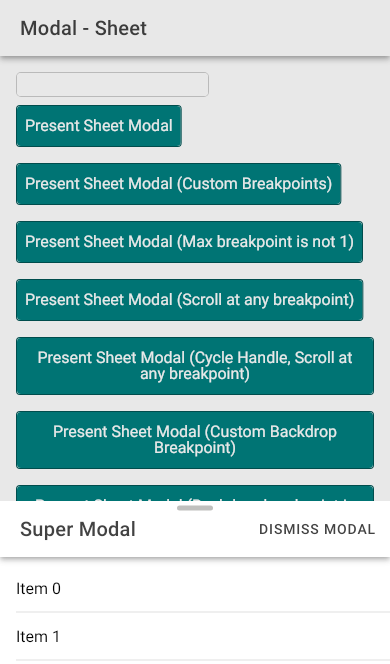 Modal - Sheet
Present Sheet Modal
Present Sheet Modal (Custom Breakpoints)
Present Sheet Modal (Max breakpoint is not 1)
Present Sheet Modal (Scroll at any breakpoint)
Present Sheet Modal (Cycle Handle, Scroll at
any breakpoint)
Present Sheet Modal (Custom Backdrop
Breakpoint)
Super Modal
DISMISS MODAL
Item 0
Item 1